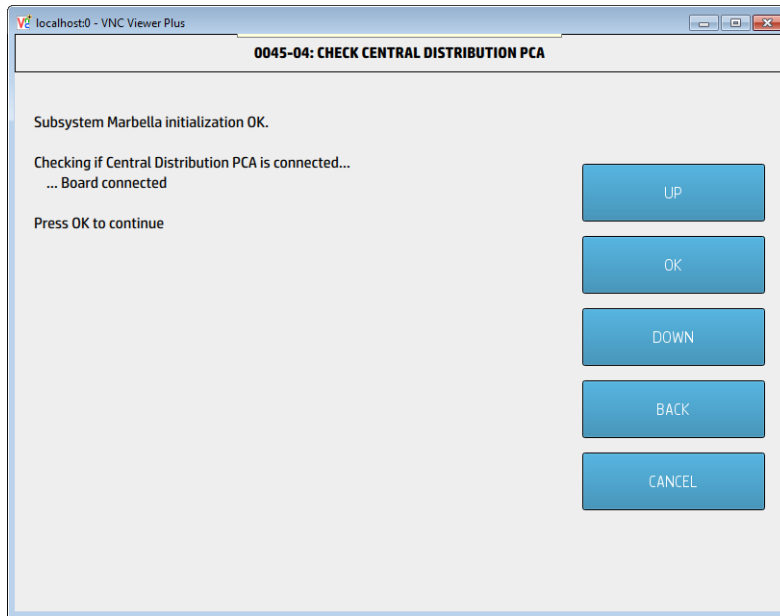 localhost:0 - VNC Viewer Plus
0045-04: CHECK CENTRAL DISTRIBUTION PCA
Subsystem Marbella initialization OK.
Checking if Central Distribution PCA is connected...
... Board connected
Press OK to continue
UP
OK
DOWN
BACK
CANCEL